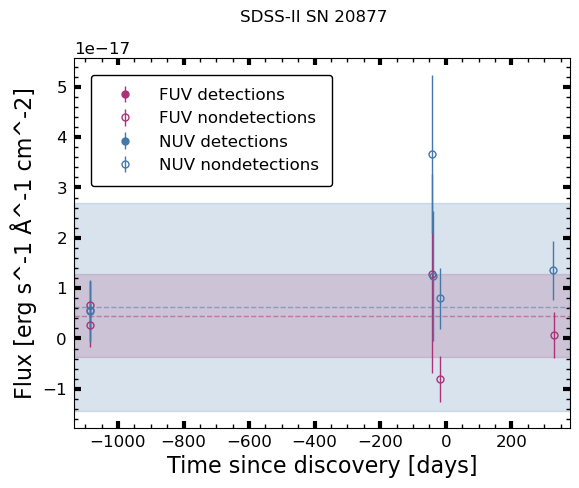 SDSS-II SN 20877
1e−17
FUV detections
FUV nondetections
NUV detections
NUV nondetections
5
4
3
2
1
0
−1
Flux [erg s^-1 Å^-1 cm^-2]
−1000 −800 −600 −400 −200 0 200
Time since discovery [days]